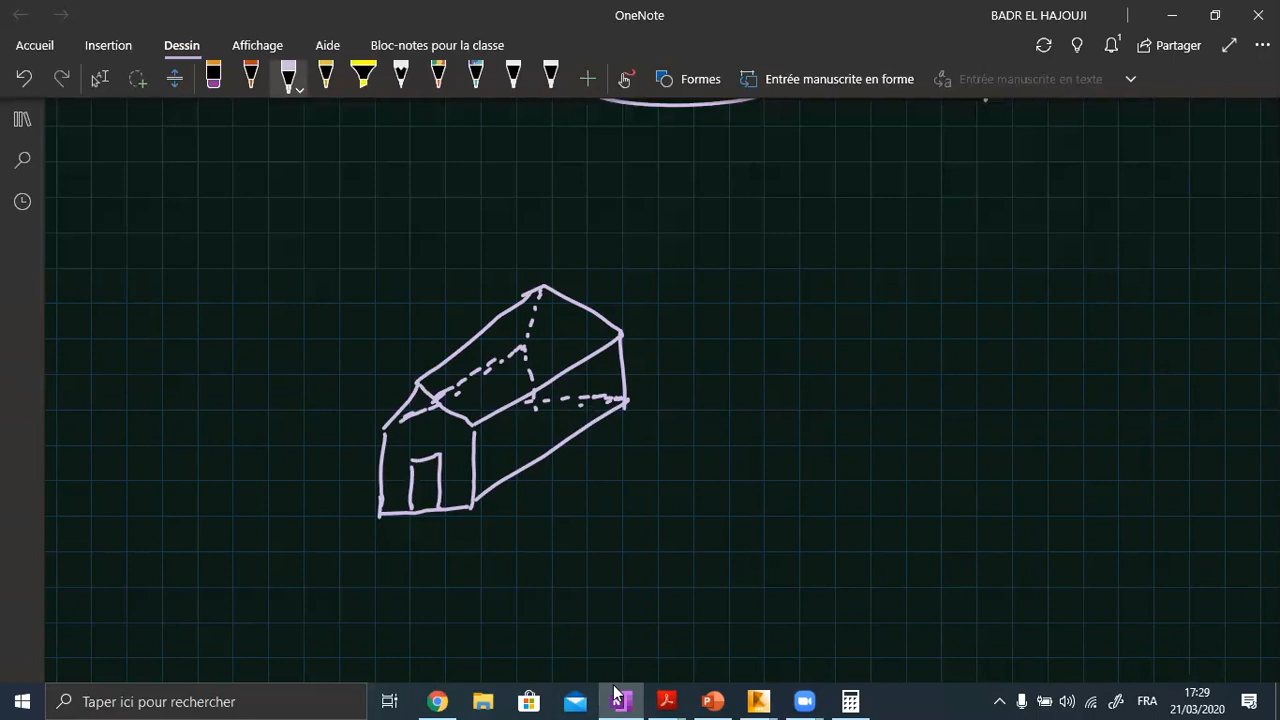 OneNote
BADR EL HAJOUJI
Accueil Insertion Dessin Affichage Aide Bloc-notes pour la classe
Partager
Formes Entrée manuscrite en forme Entrée manuscrite en texte
Taper ici pour rechercher
FRA
17:29
21/03/2020